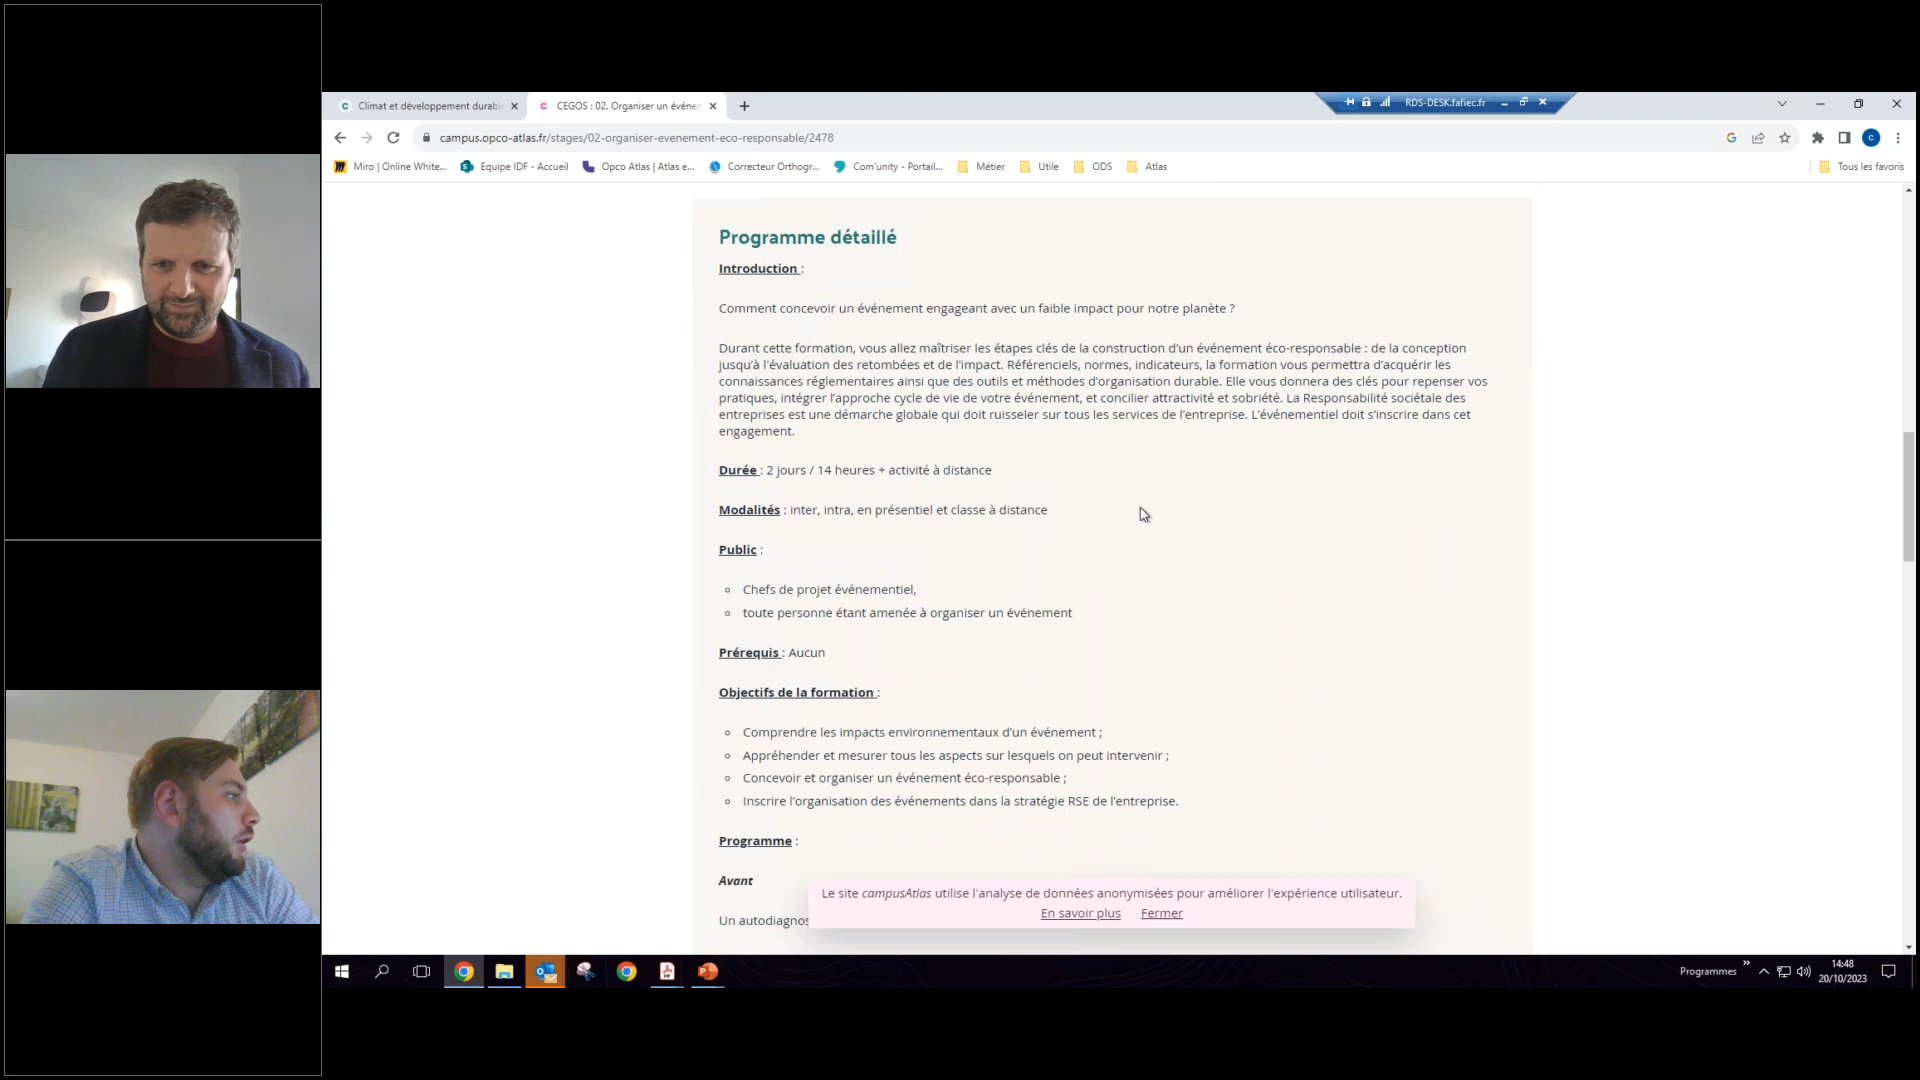 Climat et développement durabl
CEGOS : 02. Organiser un événem
RDS-DESK.fafiec.fr
campus.opco-atlas.fr/stages/02-organiser-evenement-eco-responsable/2478
Miro | Online White...
Equipe IDF - Accueil
Opco Atlas | Atlas e...
Correcteur Orthogr...
Com'unity - Portail...
Métier
Utile
ODS
Atlas
Tous les favoris
Programme détaillé
Introduction :
Comment concevoir un événement engageant avec un faible impact pour notre planète ?
Durant cette formation, vous allez maîtriser les étapes clés de la construction d'un événement éco-responsable : de la conception
jusqu'à l'évaluation des retombées et de l'impact. Référenciels, normes, indicateurs, la formation vous permettra d'acquérir les
connaissances réglementaires ainsi que des outils et méthodes d'organisation durable. Elle vous donnera des clés pour repenser vos
pratiques, intégrer l'approche cycle de vie de votre événement, et concilier attractivité et sobriété. La Responsabilité sociétale des
entreprises est une démarche globale qui doit ruisseler sur tous les services de l'entreprise. L'événementiel doit s'inscrire dans cet
engagement.
Durée : 2 jours / 14 heures + activité à distance
Modalités : inter, intra, en présentiel et classe à distance
Public :
Chefs de projet événementiel,
toute personne étant amenée à organiser un événement
Prérequis : Aucun
Objectifs de la formation :
Comprendre les impacts environnementaux d'un événement ;
Appréhender et mesurer tous les aspects sur lesquels on peut intervenir ;
Concevoir et organiser un événement éco-responsable ;
Inscrire l'organisation des événements dans la stratégie RSE de l'entreprise.
Programme :
Avant
Un autodiagnos
Le site campusAtlas utilise l'analyse de données anonymisées pour améliorer l'expérience utilisateur.
En savoir plus
Fermer
Programmes
14:48
20/10/2023